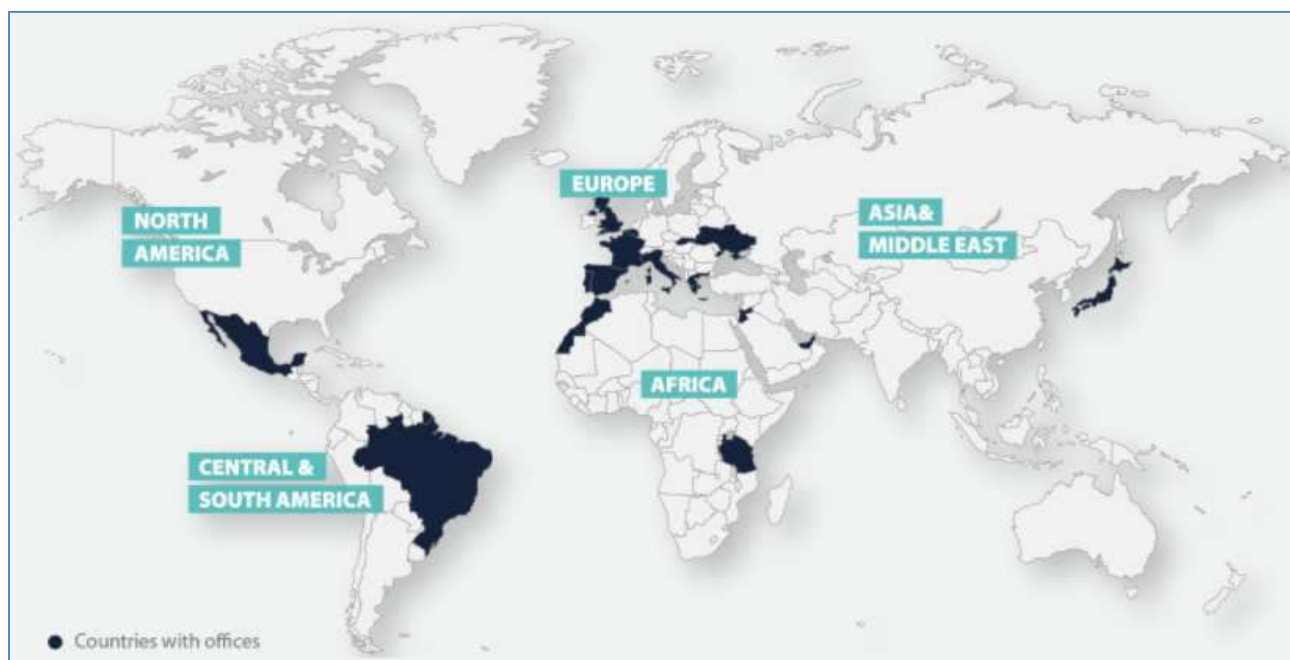 EUROPE
NORTH
AMERICA
ASIA&
MIDDLE EAST
AFRICA
CENTRAL &
SOUTH AMERICA
Countries with offices